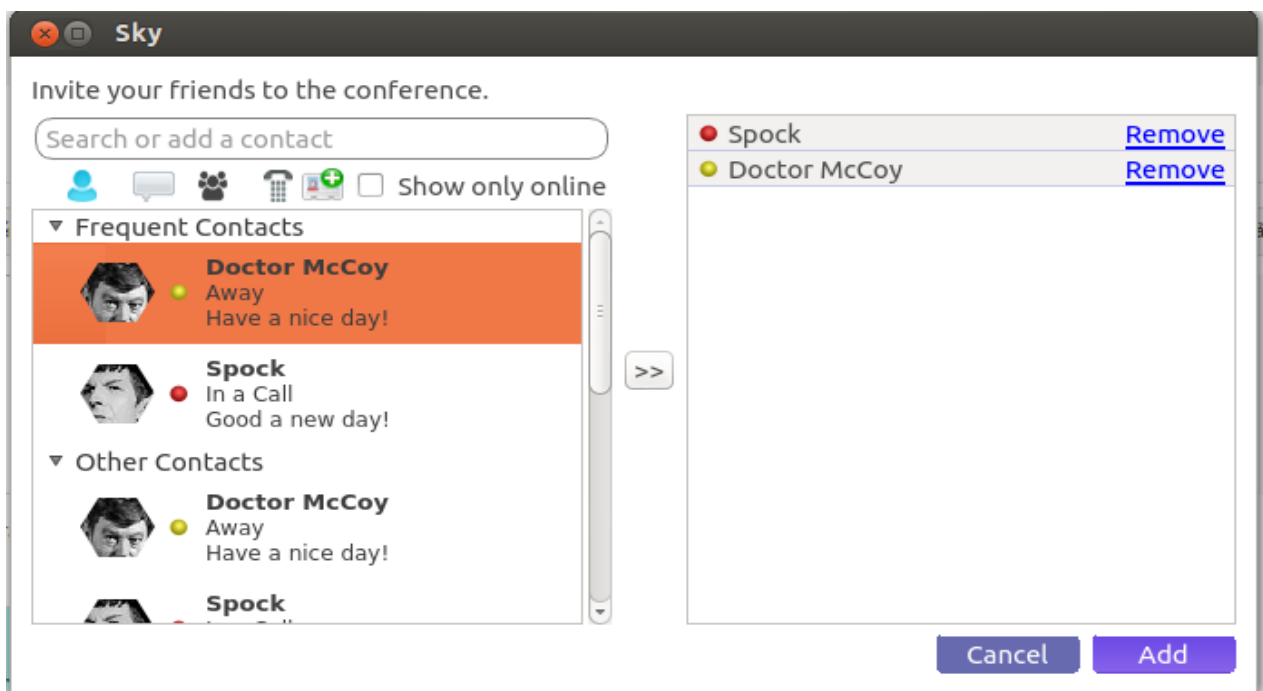 Sky
Invite your friends to the conference.
Search or add a contact
Show only online
Frequent Contacts
Doctor McCoy
Away
Have a nice day!
Spock
In a Call
Good a new day!
Other Contacts
Doctor McCoy
Away
Have a nice day!
Spock
>>
Spock Remove
Doctor McCoy Remove
Cancel Add